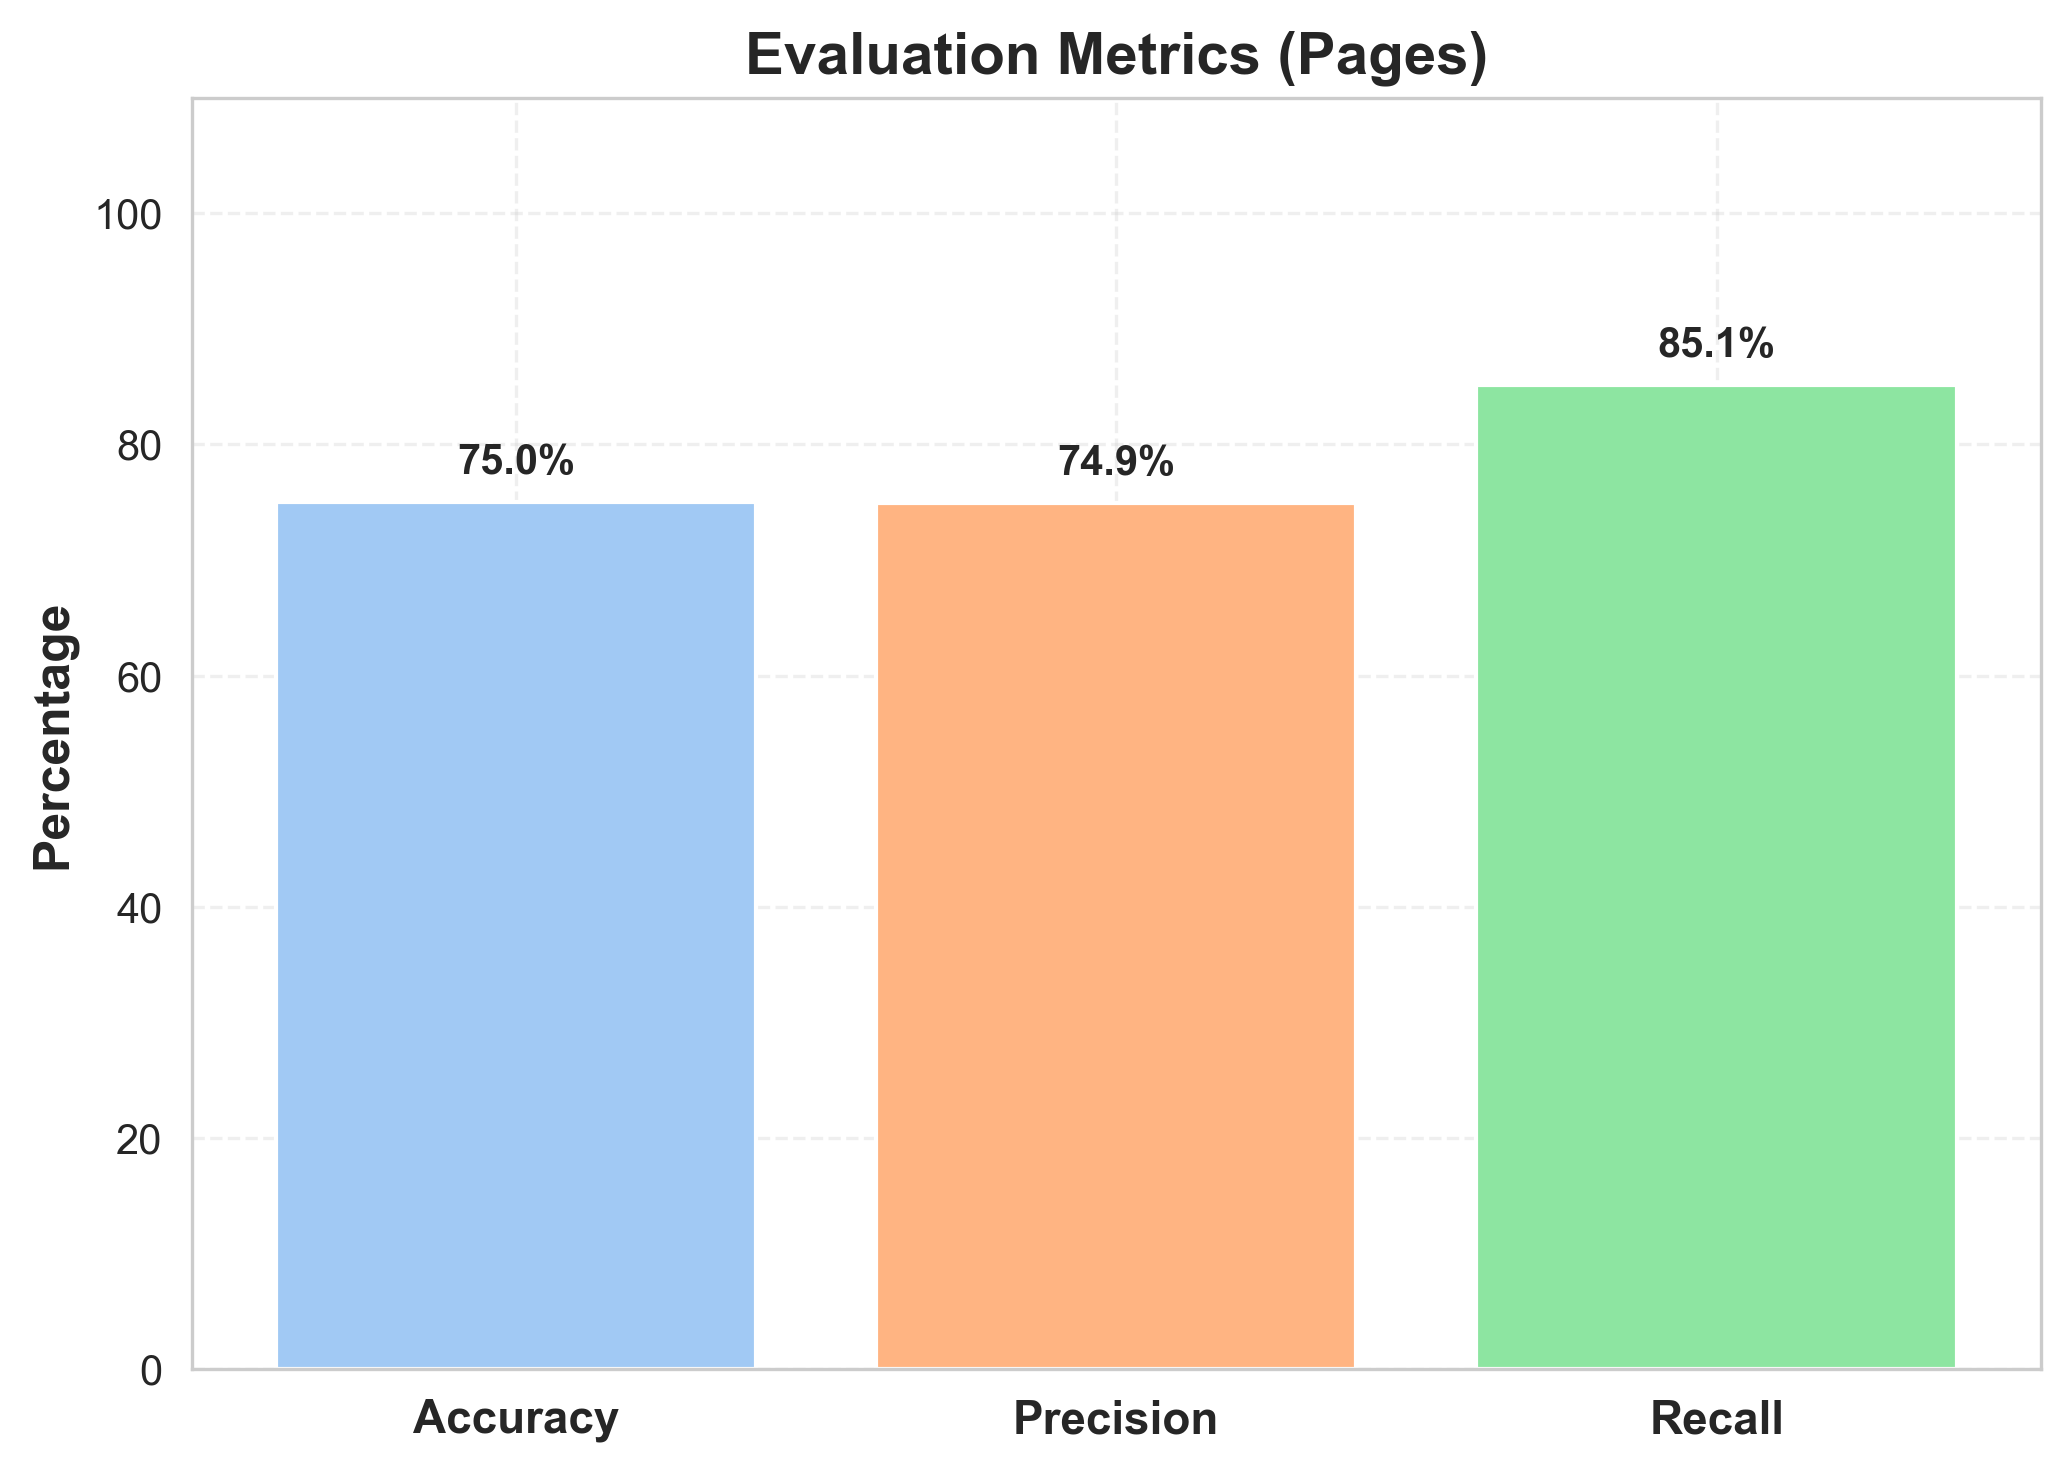 Evaluation Metrics (Pages)
Percentage
100
80
60
40
20
0
75.0%
74.9%
85.1%
Accuracy
Precision
Recall